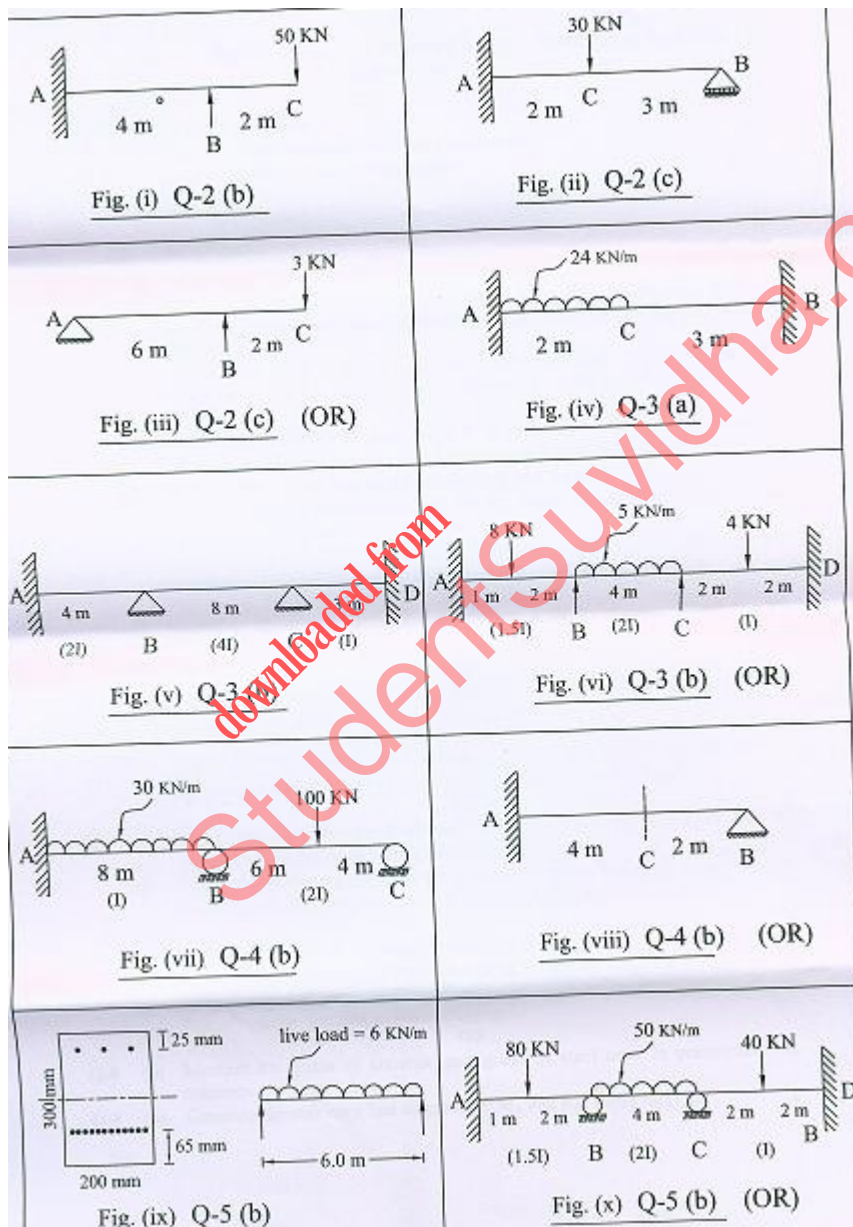 50 KN
A
4 m
B
2 m
C
Fig. (i) Q-2 (b)
30 KN
A
2 m
C
3 m
B
Fig. (ii) Q-2 (c)
3 KN
A
6 m
B
2 m
C
Fig. (iii) Q-2 (c) (OR)
24 KN/m
A
2 m
C
3 m
B
Fig. (iv) Q-3 (a)
A
4 m
8 m
D
(2I) B (4I) C (I)
Fig. (v) Q-3
8 KN
5 KN/m
4 KN
A
1 m 2 m 4 m 2 m 2 m
D
(1.5I) B (2I) C (I)
Fig. (vi) Q-3 (b) (OR)
downloaded from
StudentSuvidha.c
30 KN/m
100 KN
A
8 m 6 m 4 m
(I) B (2I) C
Fig. (vii) Q-4 (b)
A
4 m
C
2 m
B
Fig. (viii) Q-4 (b) (OR)
25 mm
300 mm
65 mm
200 mm
live load = 6 KN/m
6.0 m
Fig. (ix) Q-5 (b)
80 KN
50 KN/m
40 KN
A
1 m 2 m 4 m 2 m 2 m
D
(1.5I) B (2I) C (I) B
Fig. (x) Q-5 (b) (OR)